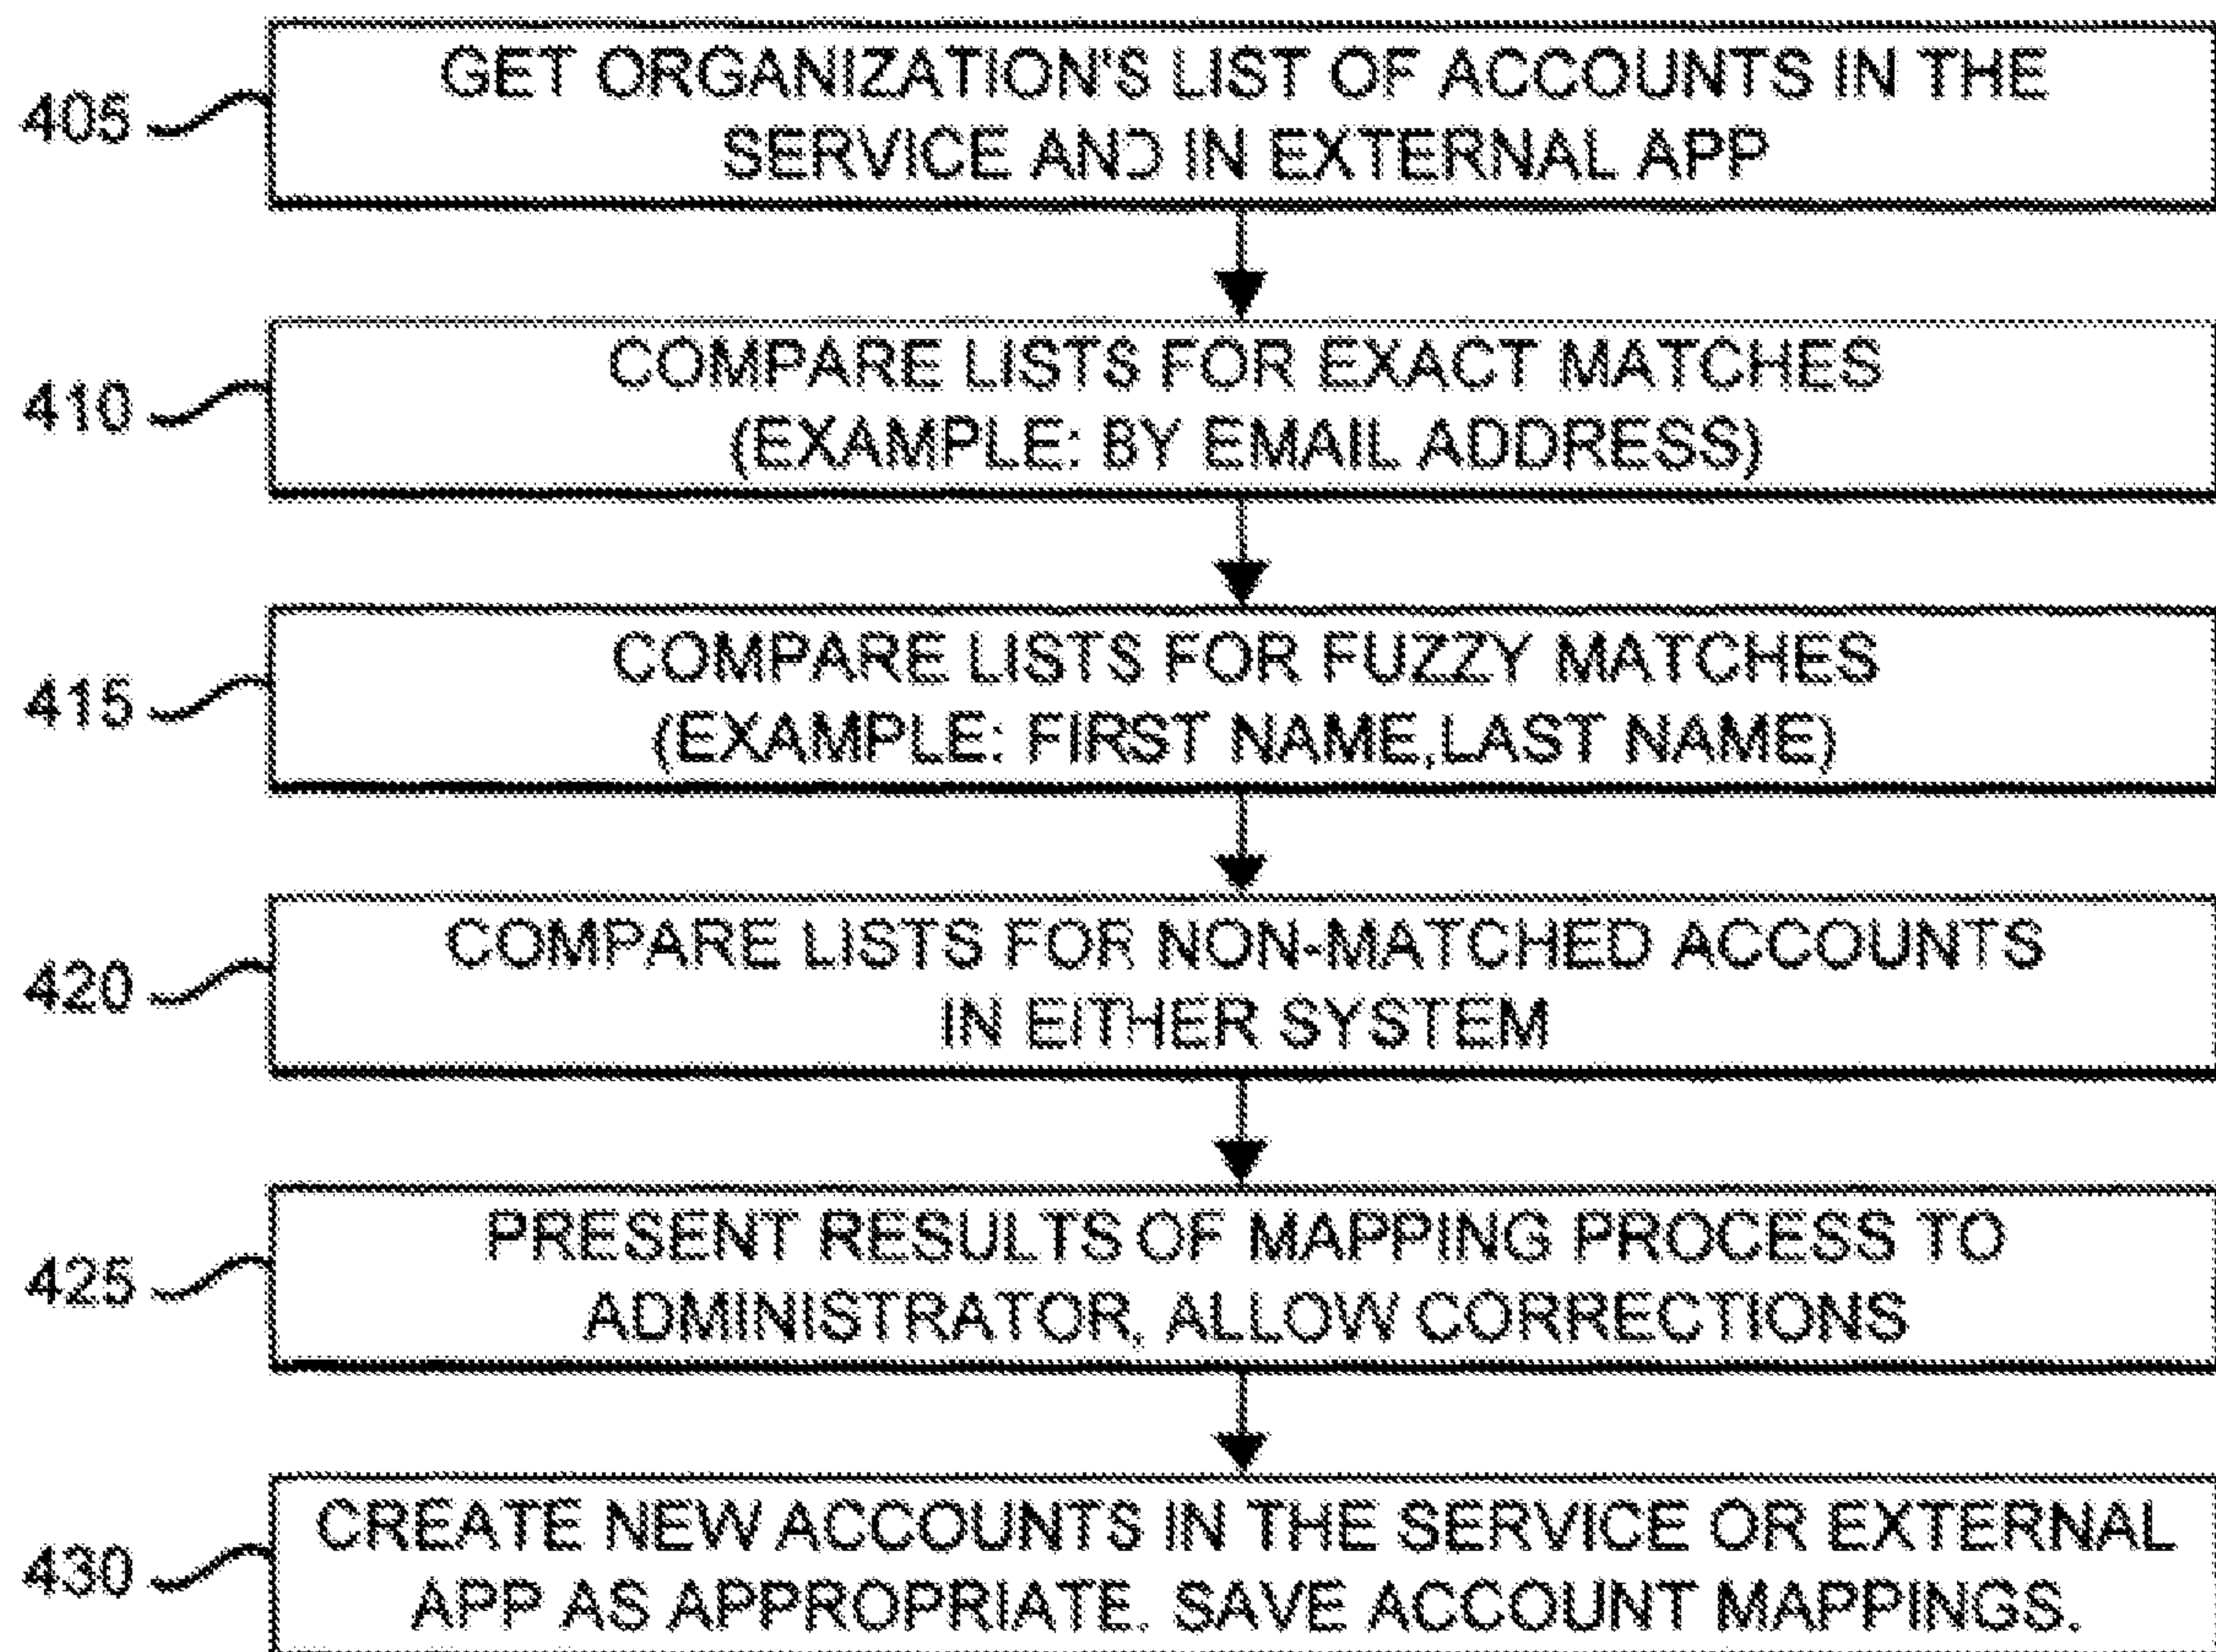 GET ORGANIZATION'S LIST OF ACCOUNTS IN THE
405
SERVICE AND IN EXTERNAL APP
COMPARE LISTS FOR EXACT MATCHES
410
(EXAMPLE: BY EMAIL ADDRESS)
COMPARE LISTS FOR FUZZY MATCHES
415
(EXAMPLE: FIRST NAME,LAST NAME)
COMPARE LISTS FOR NON-MATCHED ACCOUNTS
420
IN EITHER SYSTEM
PRESENT RESULTS OF MAPPING PROCESS TO
425
ADMINISTRATOR, ALLOW CORRECTIONS
CREATE NEW ACCOUNTS IN THE SERVICE OR EXTERNAL
430
APP AS APPROPRIATE. SAVE ACCOUNT MAPPINGS.